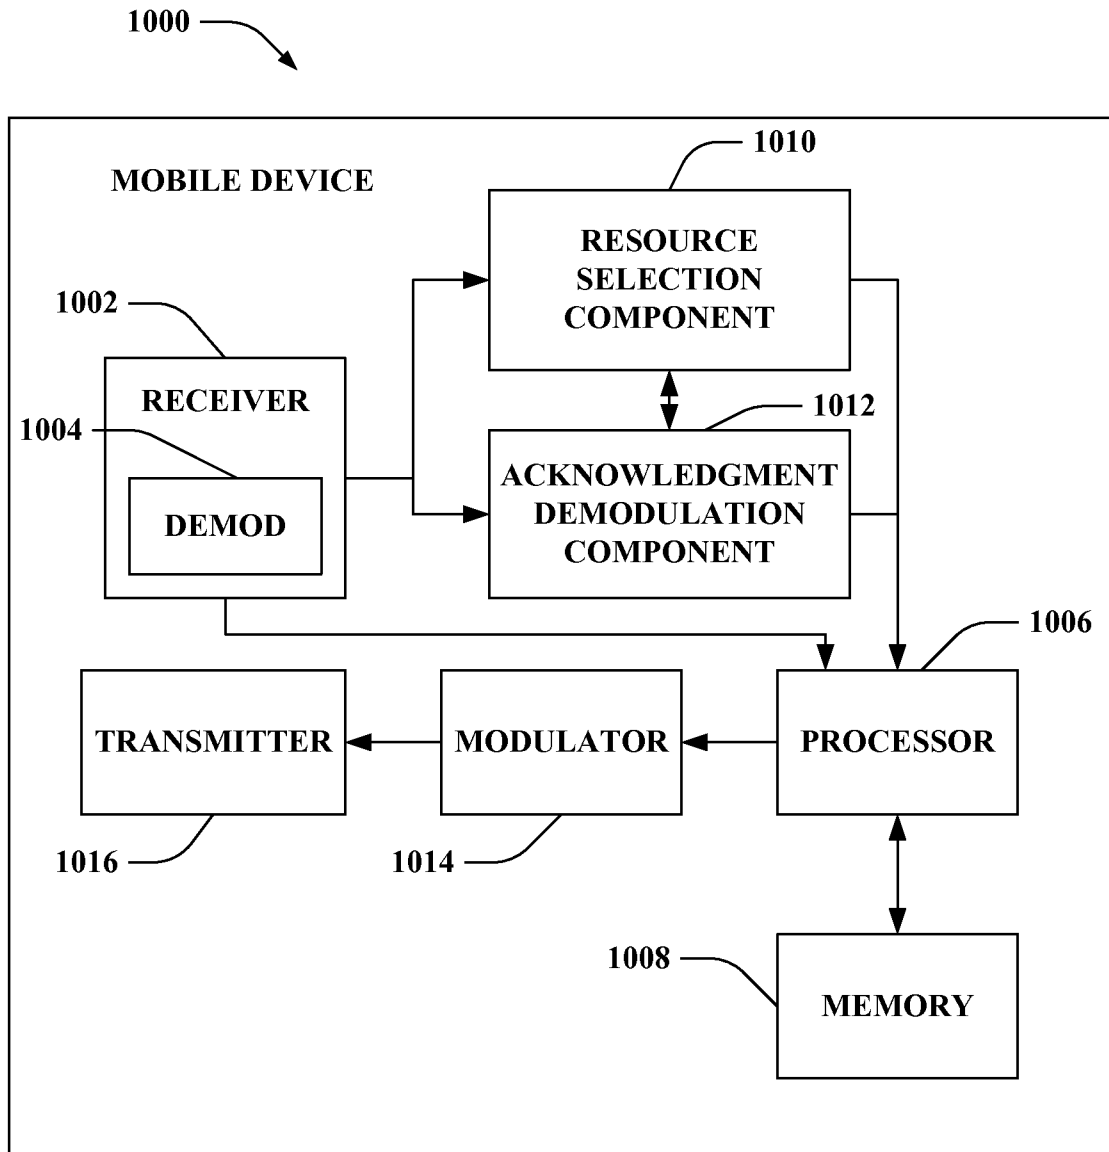 1000
MOBILE DEVICE
1010
RESOURCE
SELECTION
COMPONENT
1002
RECEIVER
1004
DEMOD
1012
ACKNOWLEDGMENT
DEMODULATION
COMPONENT
1006
TRANSMITTER
MODULATOR
PROCESSOR
1016
1014
1008
MEMORY